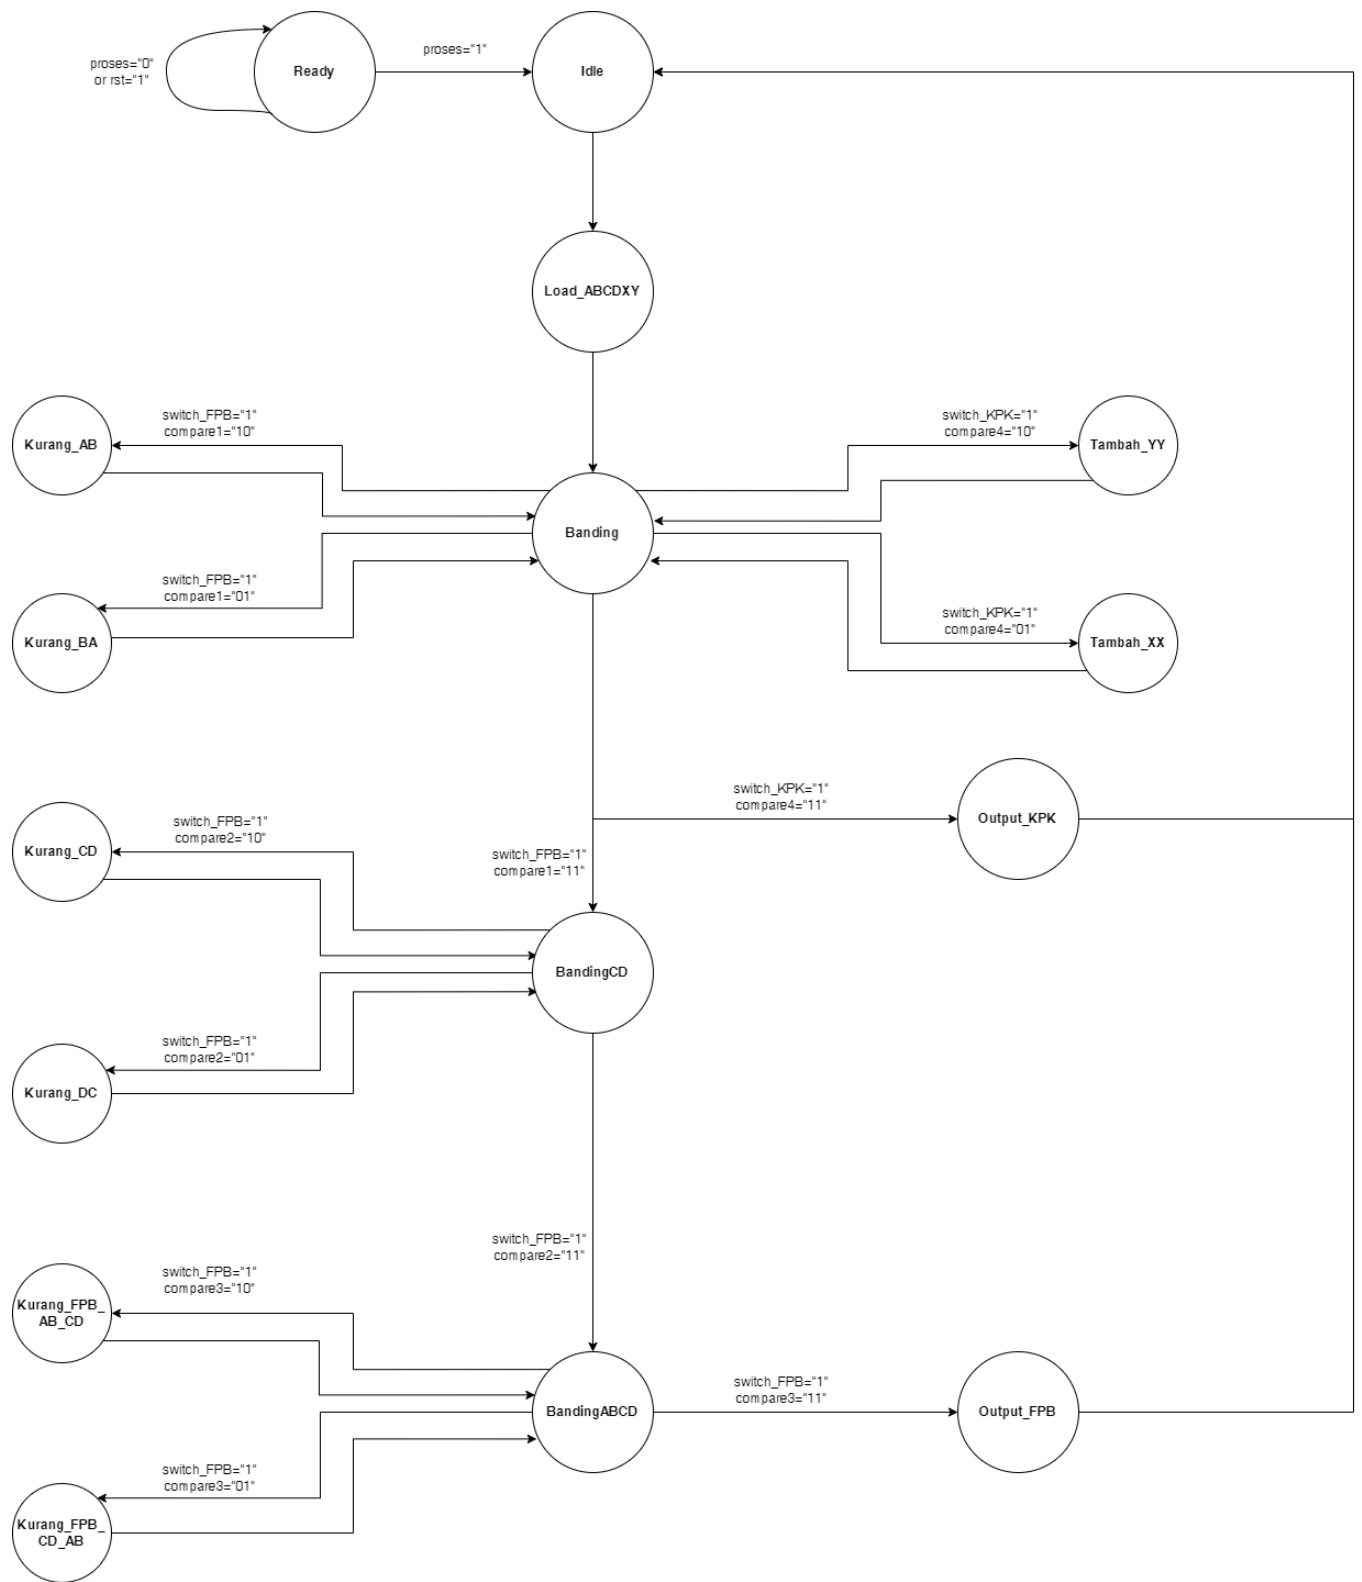 proses="0"
or rst="1"
Ready
proses="1"
Idle
Load_ABCDXY
Kurang_AB
switch_FPB="1"
compare1="10"
switch_KPK="1"
compare4="10"
Tambah_YY
Banding
switch_FPB="1"
compare1="01"
Kurang_BA
switch_KPK="1"
compare4="01"
Tambah_XX
switch_KPK="1"
compare4="11"
Output_KPK
Kurang_CD
switch_FPB="1"
compare2="10"
switch_FPB="1"
compare1="11"
BandingCD
switch_FPB="1"
compare2="01"
Kurang_DC
switch_FPB="1"
compare2="11"
Kurang_FPB_
AB_CD
switch_FPB="1"
compare3="10"
BandingABCD
switch_FPB="1"
compare3="11"
Output_FPB
switch_FPB="1"
compare3="01"
Kurang_FPB_
CD_AB